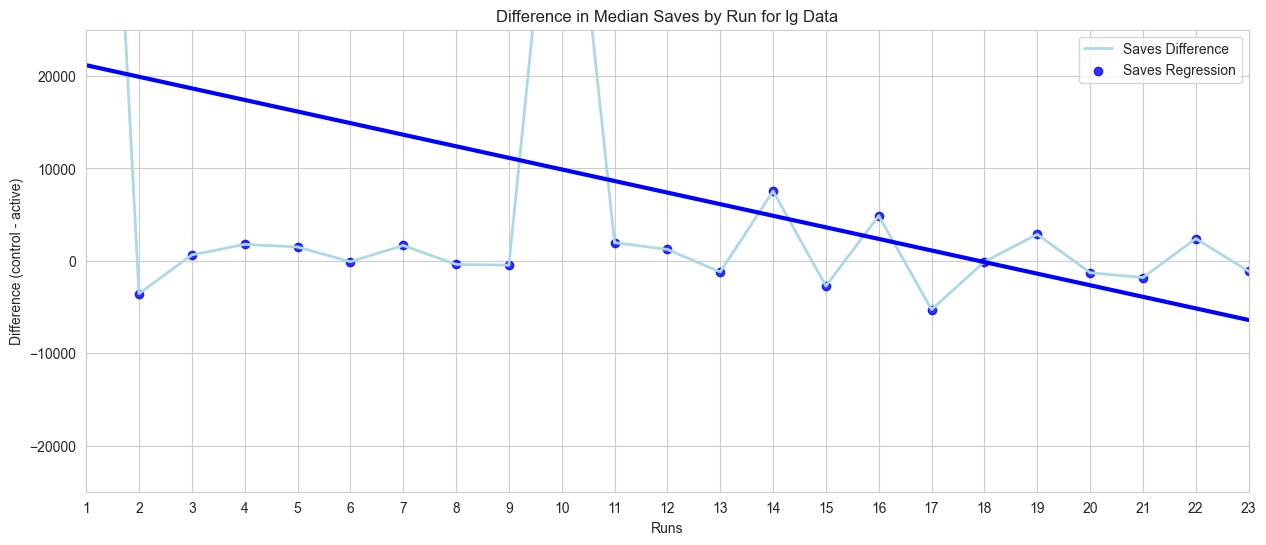 Difference in Median Saves by Run for Ig Data
Saves Difference
Saves Regression
Difference (control - active)
20000
10000
0
−10000
−20000
1 2 3 4 5 6 7 8 9 10 11 12 13 14 15 16 17 18 19 20 21 22 23
Runs